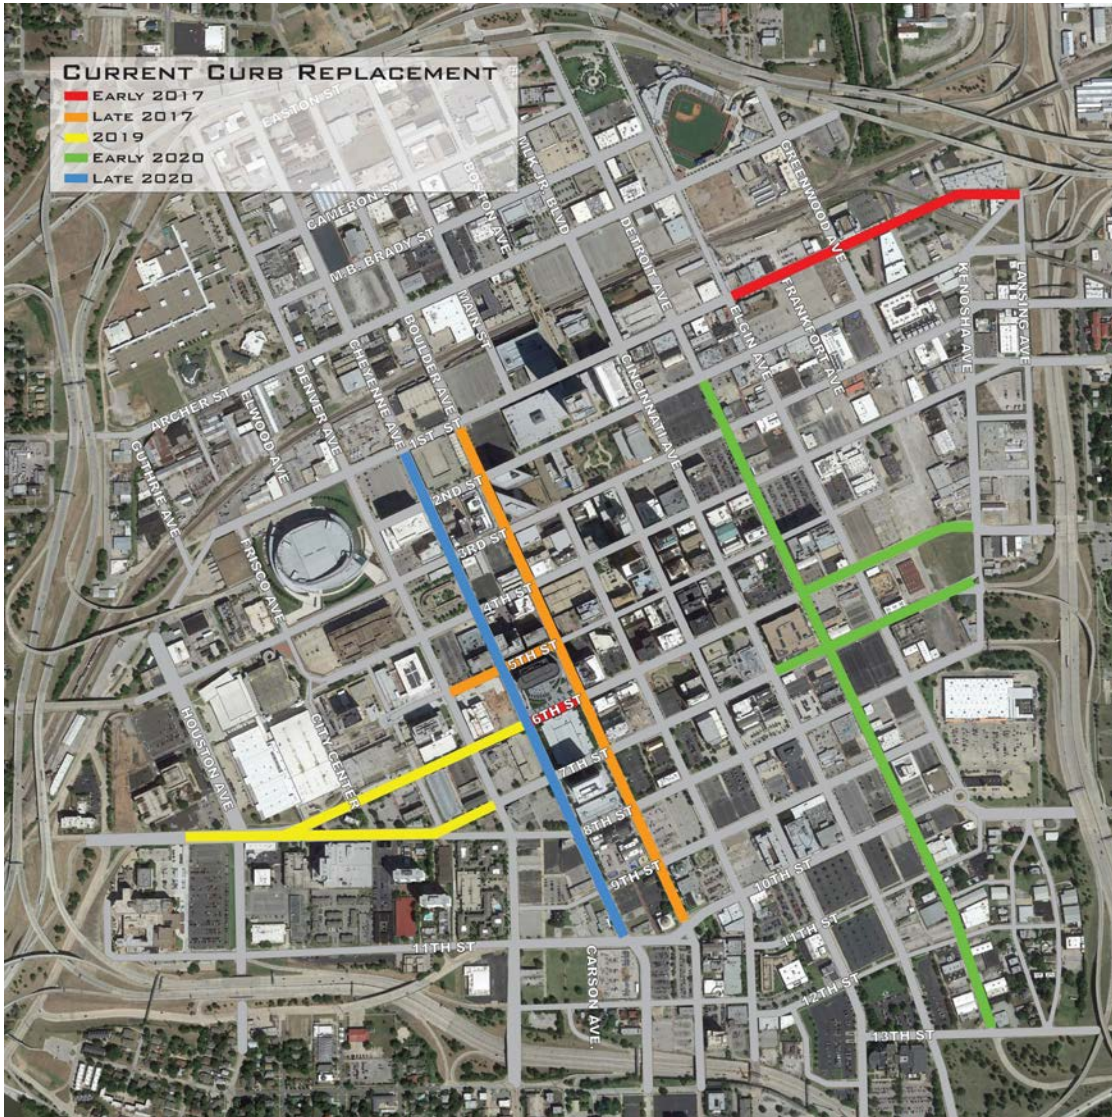 Current Curb Replacement
Early 2017
Late 2017
2019
Early 2020
Late 2020
EASTON ST
CAMERON ST
M.B. BRADY ST
BOSTON AVE
MLK JR. BLVD
GREENWOOD AVE
DETROIT AVE
MAIN ST
BOULDER AVE
CHEYENNE AVE
DENVER AVE
ELWOOD AVE
ARCHER ST
GUTHRIE AVE
FRISCO AVE
CINCINNATI AVE
ELGIN AVE
FRANKFORT AVE
KENOSHA AVE
LANSING AVE
1ST ST
2ND ST
3RD ST
4TH ST
5TH ST
6TH ST
7TH ST
8TH ST
9TH ST
10TH ST
HOUSTON AVE
CITY CENTER
11TH ST
CARSON AVE.
11TH ST
12TH ST
13TH ST